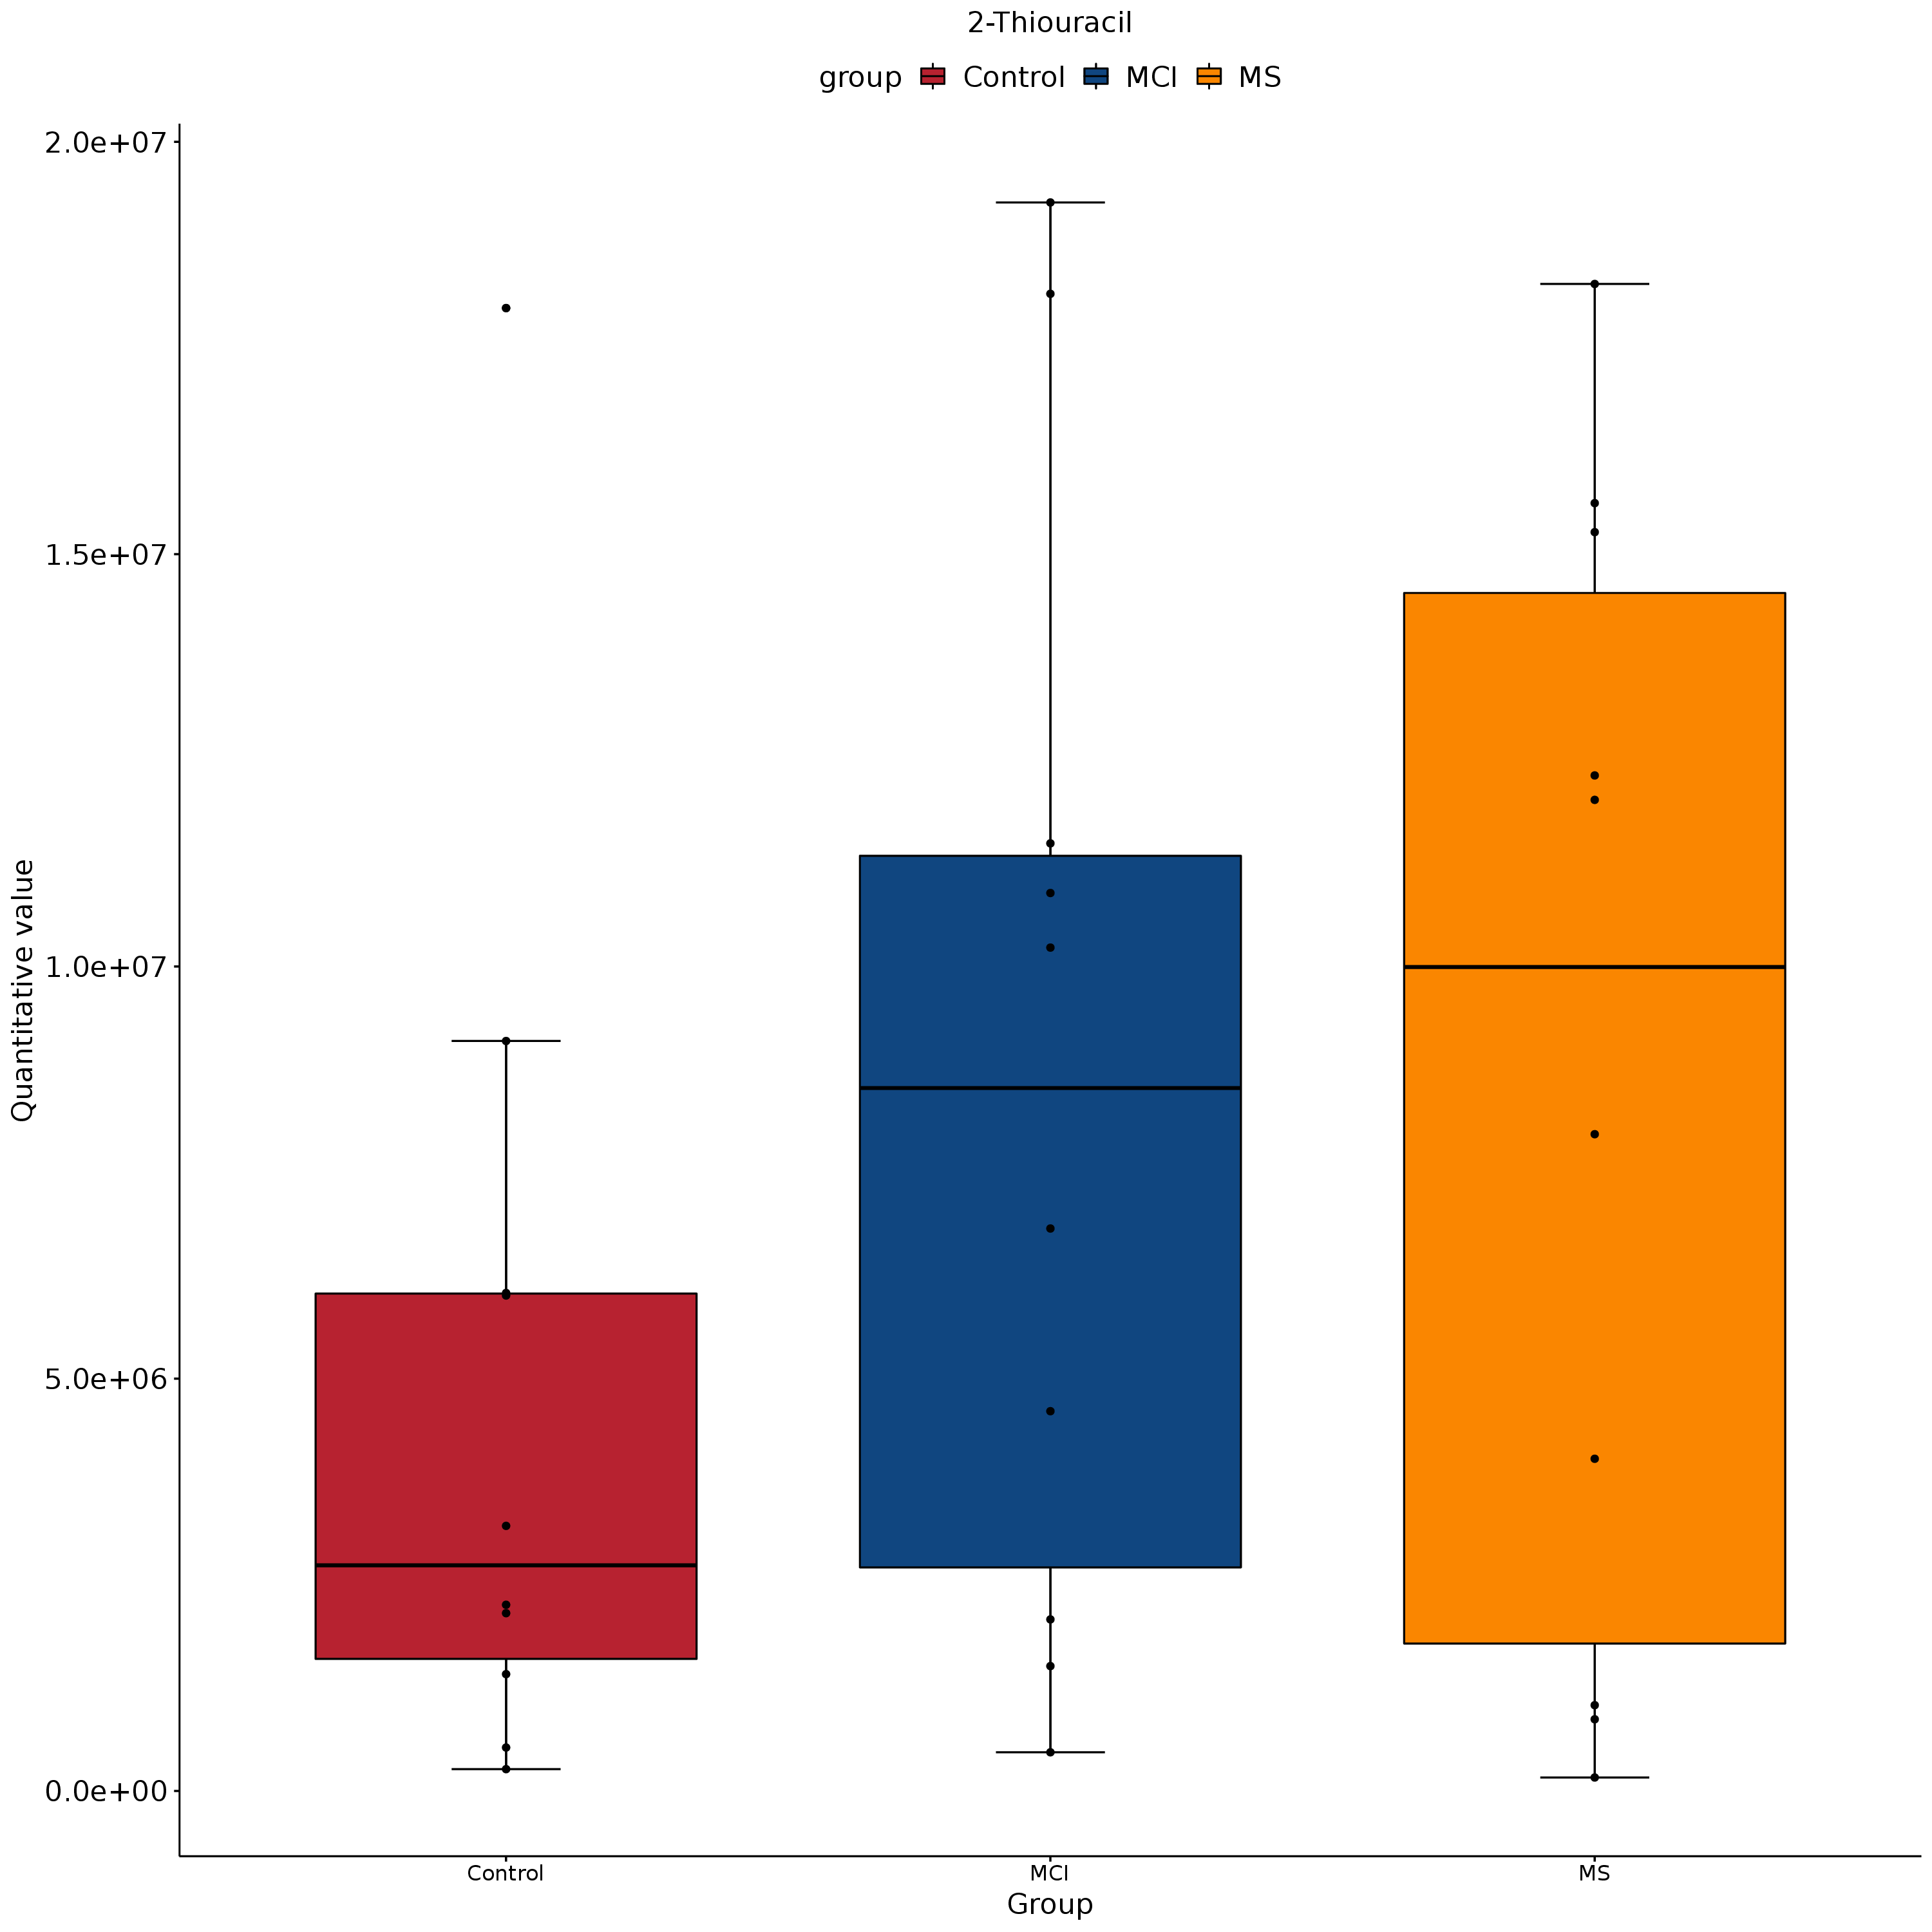 2-Thiouracil
group Control MCI MS
2.0e+07
1.5e+07
1.0e+07
5.0e+06
0.0e+00
Quantitative value
Control MCI MS
Group